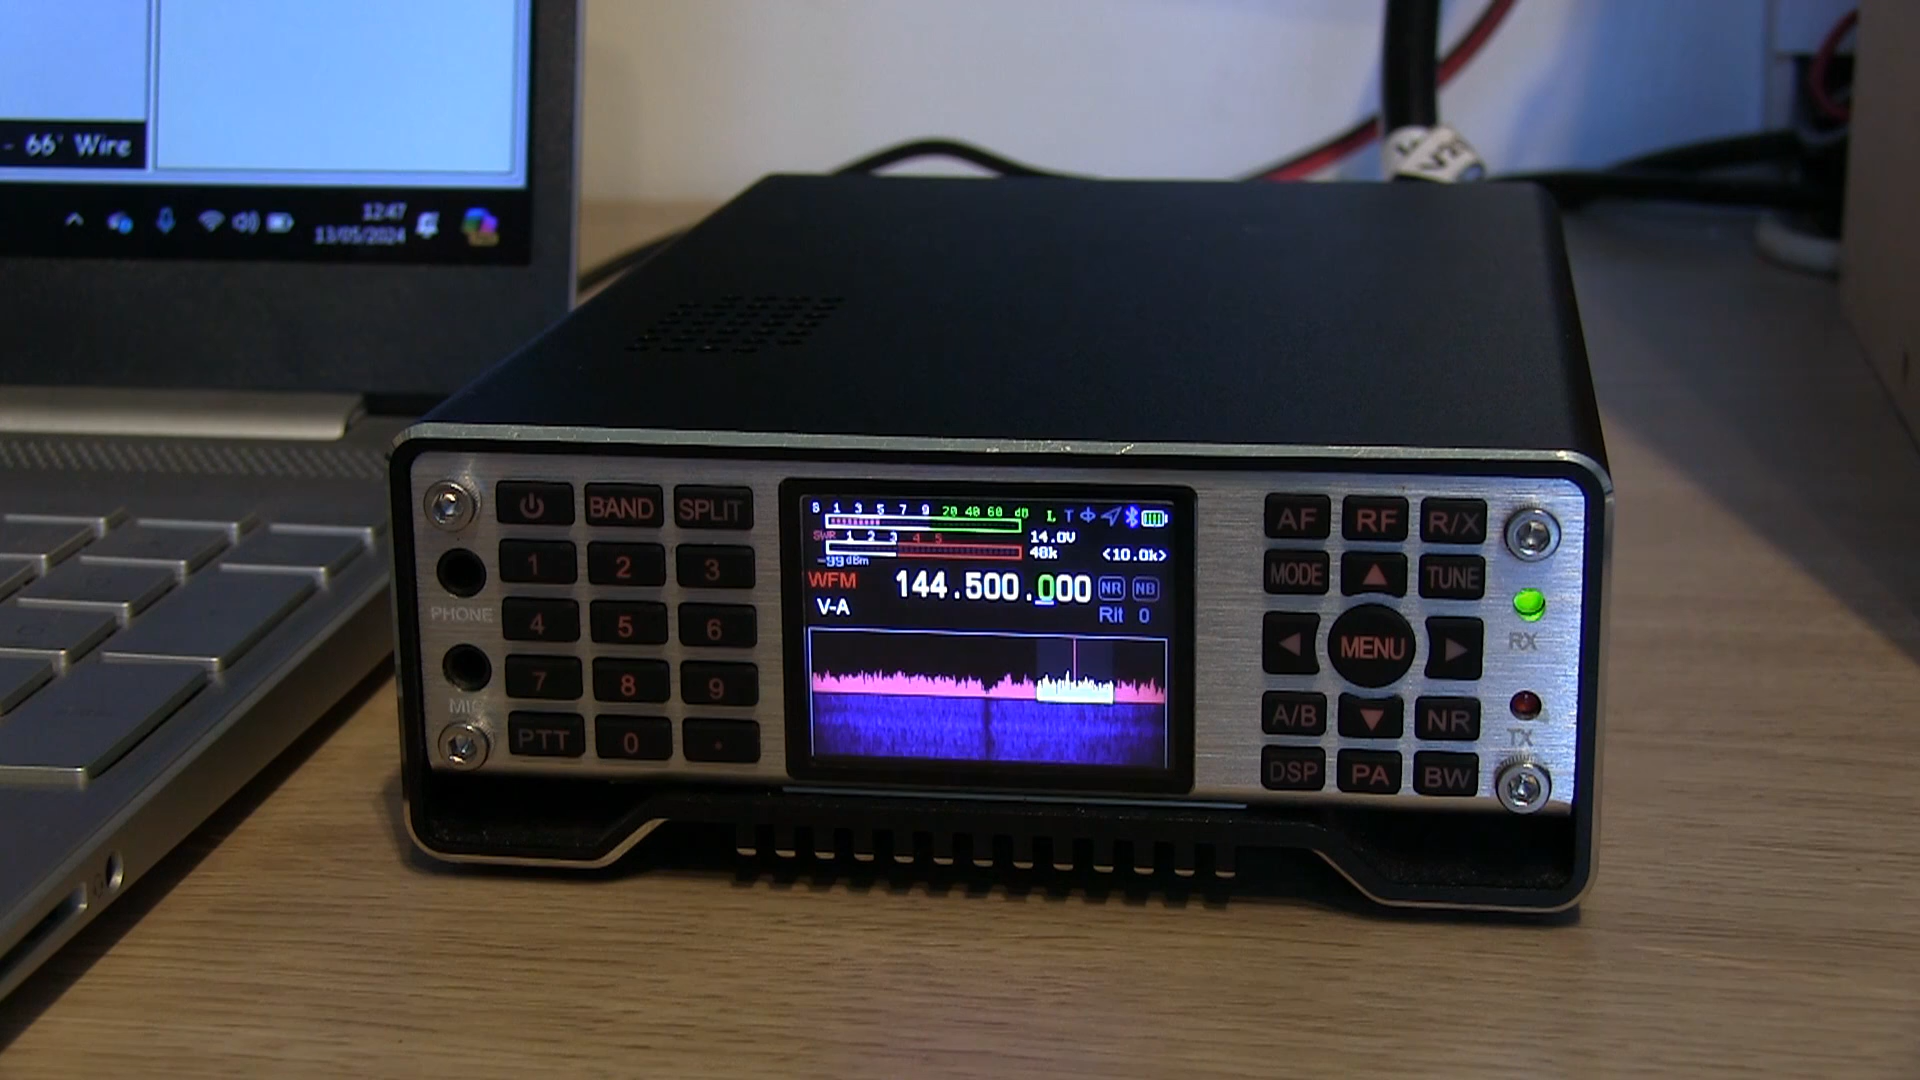 - 66' Wire
12:47
13/05/2024
BAND SPLIT
1 2 3
4 5 6
7 8 9
PTT 0 .
PHONE
MIC
S 1 3 5 7 9 20 40 60 dB L T
SWR 1 2 3 4 5 14.0V
-99dBm 48k <10.0k>
WFM 144.500.000 NR NB
V-A Rit 0
AF RF R/X
MODE TUNE
MENU
A/B NR
DSP PA BW
RX
TX